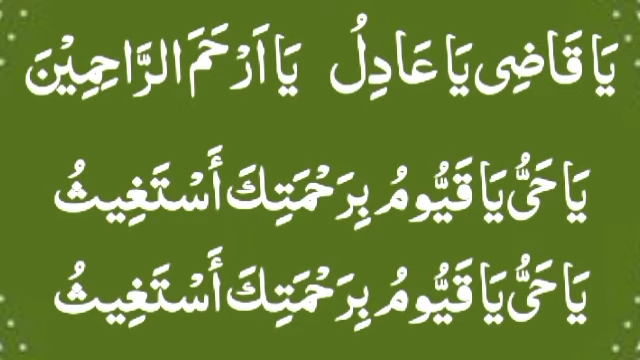 يَا قَاضِى يَا عَادِلُ يَا اَرْحَمَ الرَّاحِمِيْنَ
يَا حَىُّ يَا قَيُّومُ بِرَحْمَتِكَ أَسْتَغِيثُ
يَا حَىُّ يَا قَيُّومُ بِرَحْمَتِكَ أَسْتَغِيثُ